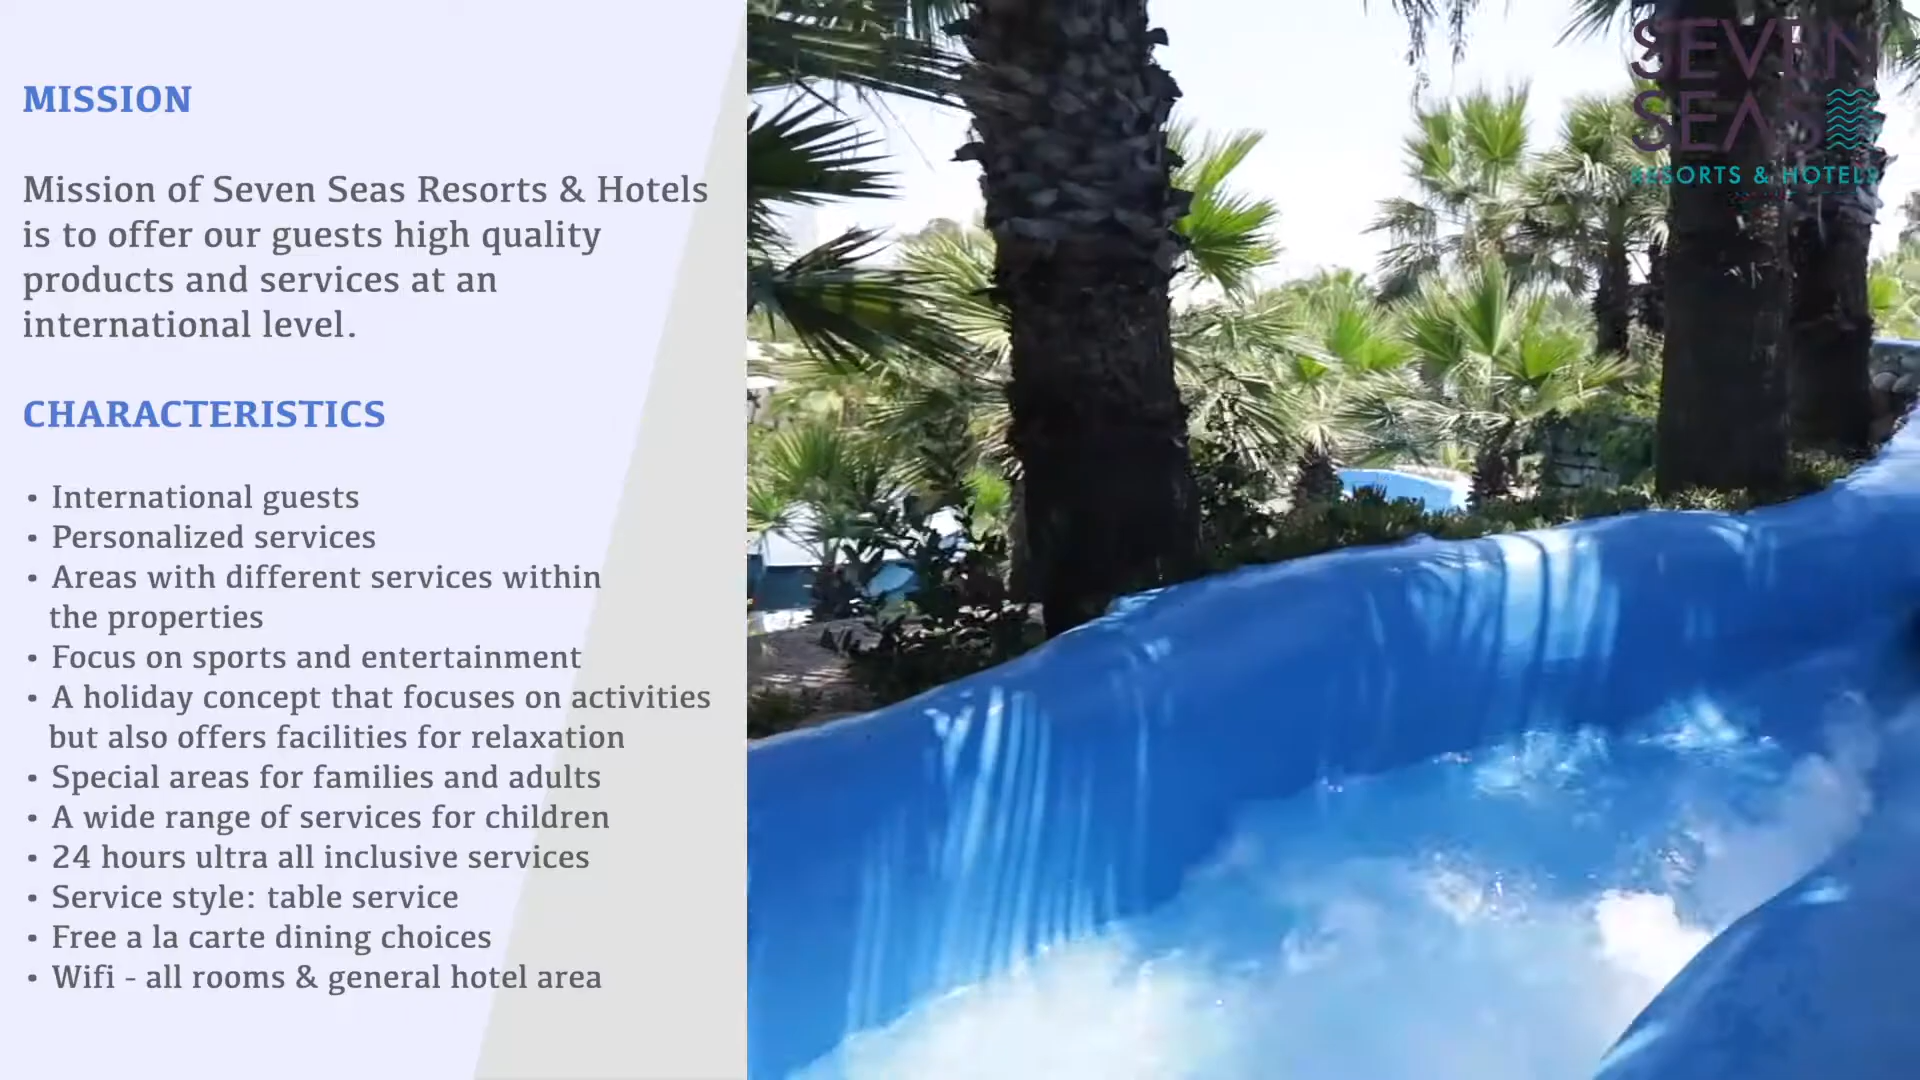 MISSION
Mission of Seven Seas Resorts & Hotels
is to offer our guests high quality
products and services at an
international level.
CHARACTERISTICS
• International guests
• Personalized services
• Areas with different services within
the properties
• Focus on sports and entertainment
• A holiday concept that focuses on activities
but also offers facilities for relaxation
• Special areas for families and adults
• A wide range of services for children
• 24 hours ultra all inclusive services
• Service style: table service
• Free a la carte dining choices
• Wifi - all rooms & general hotel area
SEVEN
SEAS
RESORTS & HOTELS